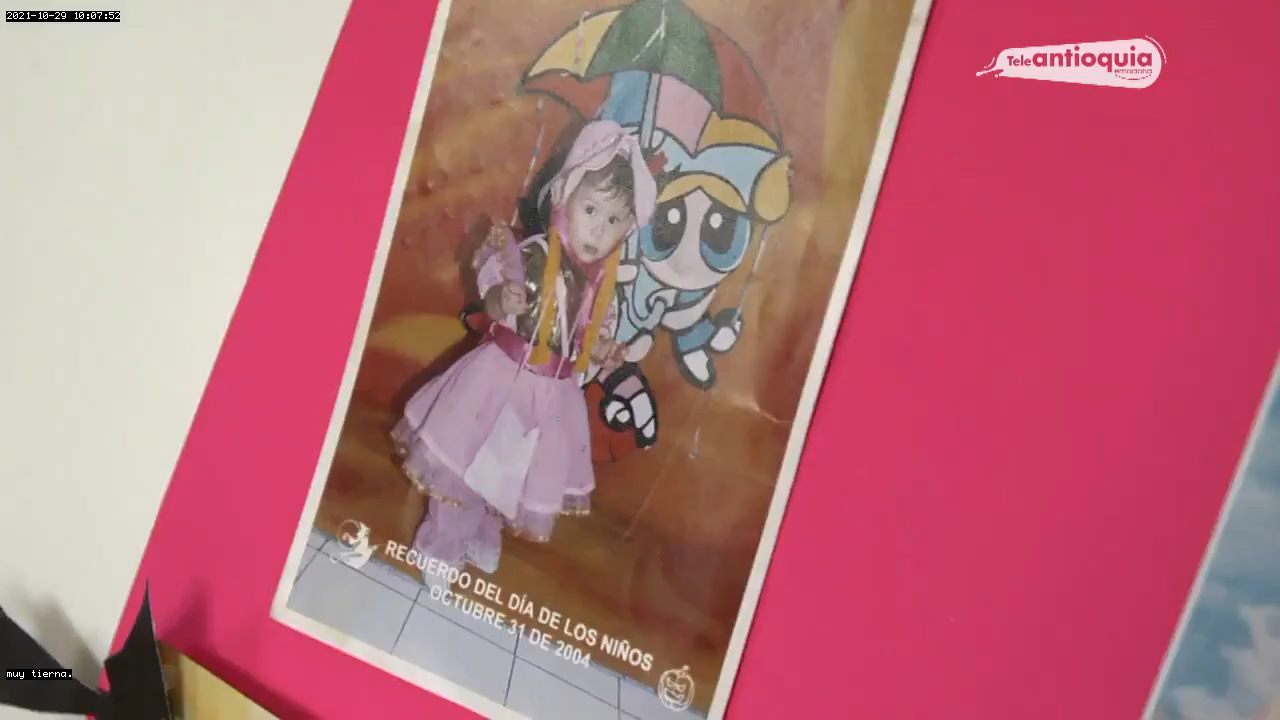 2021-10-29 10:07:52
Teleantioquia
emociona
RECUERDO DEL DÍA DE LOS NIÑOS
OCTUBRE 31 DE 2004
muy tierna.